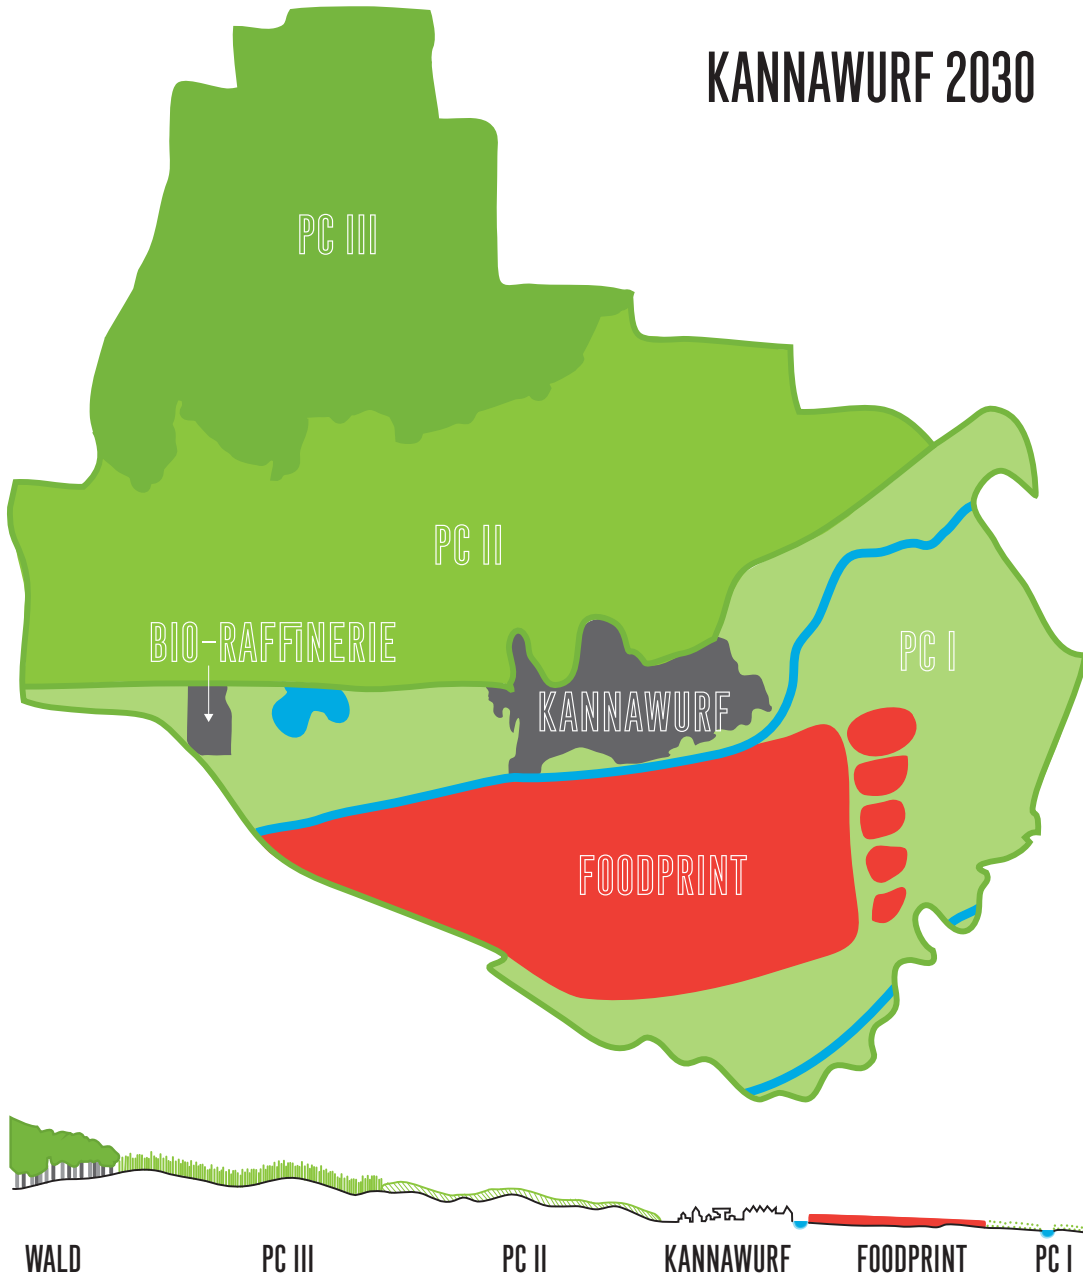 KANNAWURF 2030
PC III
PC II
BIO-RAFFINERIE
PC I
KANNAWURF
FOODPRINT
WALD PC III PC II KANNAWURF FOODPRINT PC I